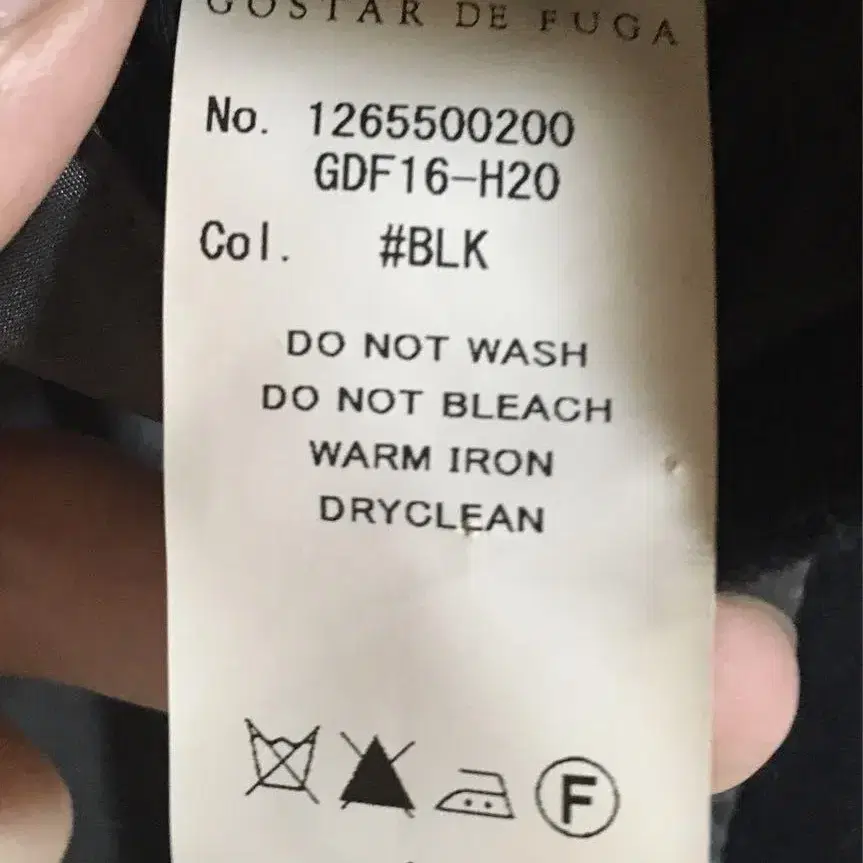 GOSTAR DE FUGA
No. 1265500200
GDF16-H20
Col. #BLK
DO NOT WASH
DO NOT BLEACH
WARM IRON
DRYCLEAN
F